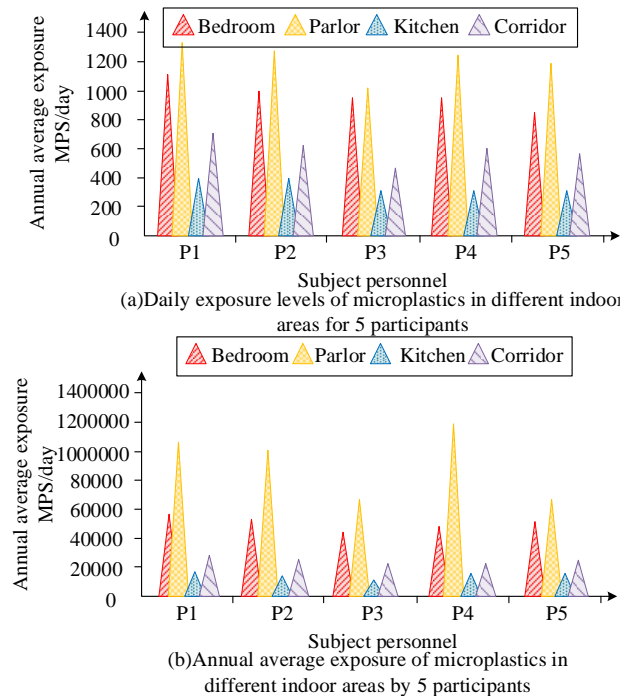 Bedroom Parlor Kitchen Corridor
Annual average exposure
MPS/day
1400
1200
1000
800
600
400
200
0
P1 P2 P3 P4 P5
Subject personnel
(a)Daily exposure levels of microplastics in different indoor
areas for 5 participants
Bedroom Parlor Kitchen Corridor
Annual average exposure
MPS/day
1400000
1200000
1000000
80000
60000
40000
20000
0
P1 P2 P3 P4 P5
Subject personnel
(b)Annual average exposure of microplastics in
different indoor areas by 5 participants